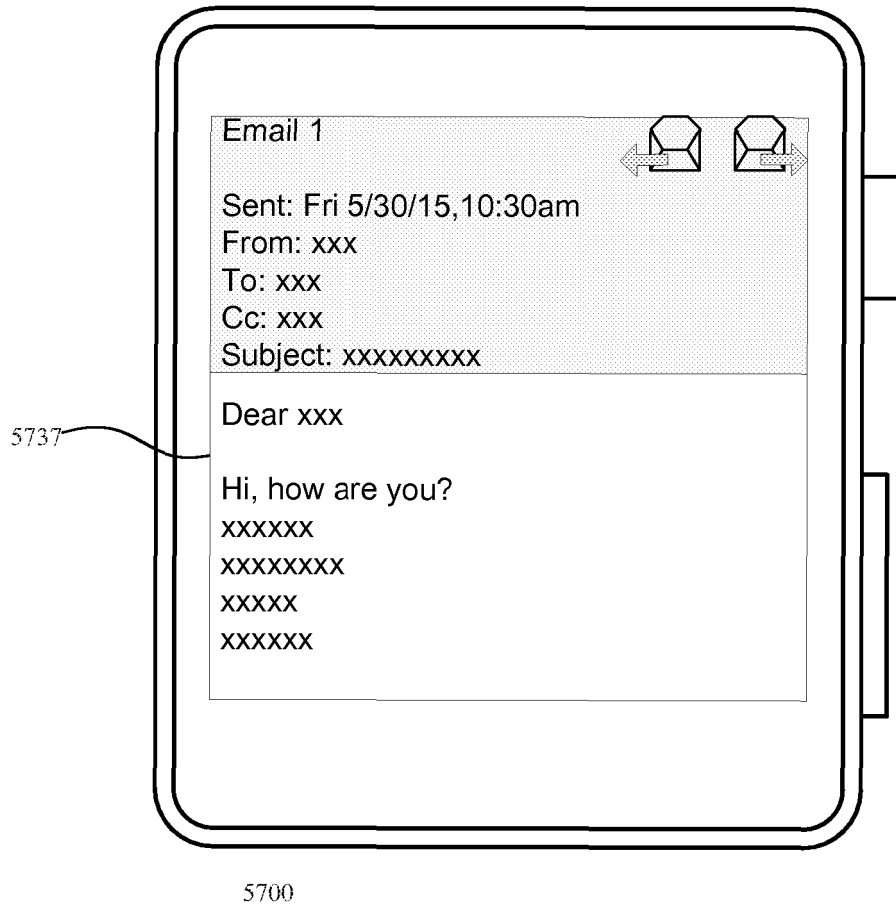 Email 1
Sent: Fri 5/30/15,10:30am
From: xxx
To: xxx
Cc: xxx
Subject: xxxxxxxxx
Dear xxx
5737
Hi, how are you?
xxxxxx
xxxxxxxx
xxxxx
xxxxxx
5700